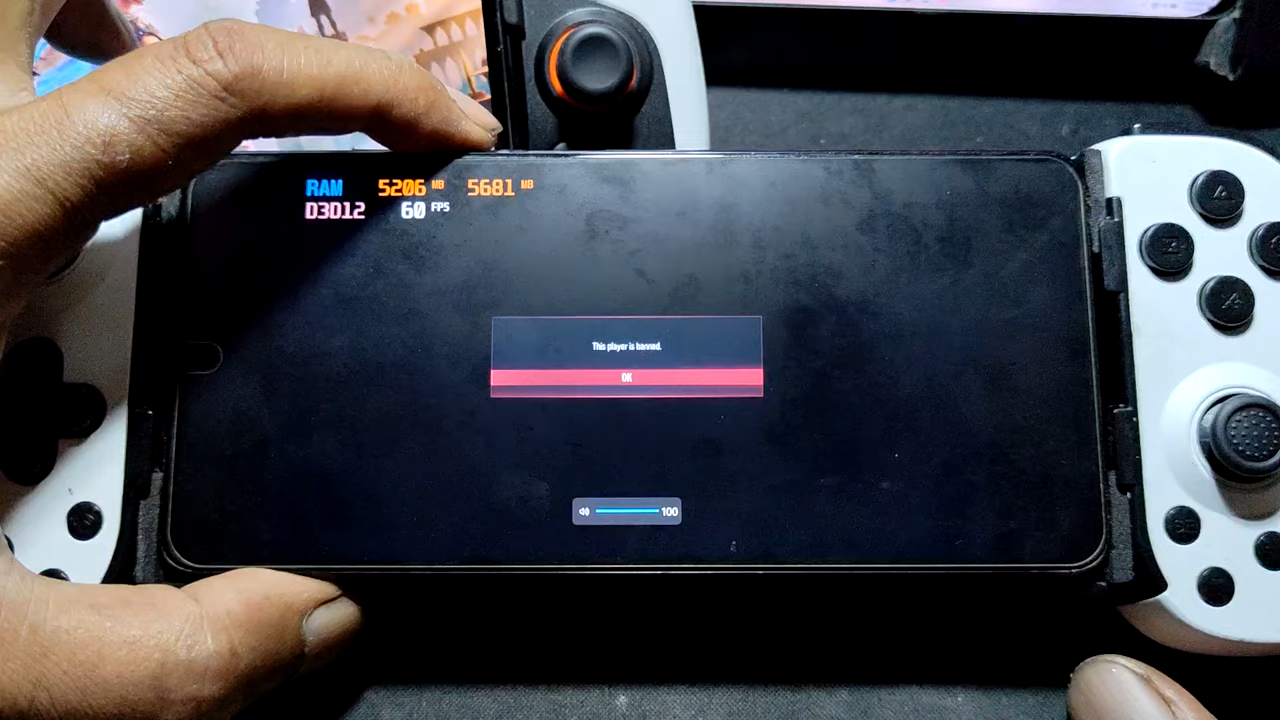 RAM 5206 MB 5681 MB
D3D12 60 FPS
This player is banned.
OK
100